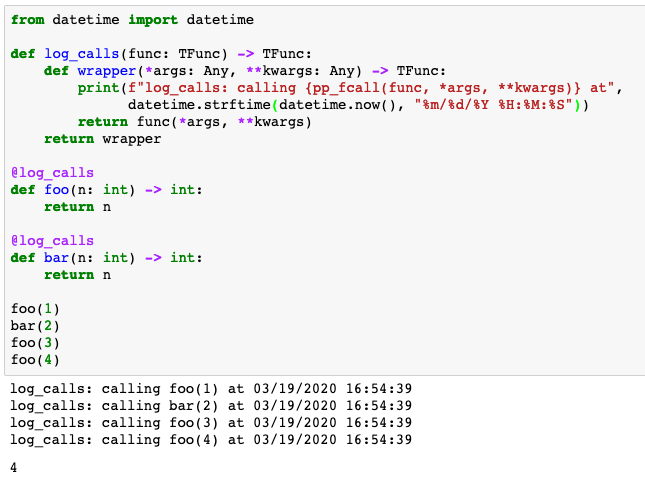 from datetime import datetime

def log_calls(func: TFunc) -> TFunc:
    def wrapper(*args: Any, **kwargs: Any) -> TFunc:
        print(f"log_calls: calling {pp_fcall(func, *args, **kwargs)} at",
              datetime.strftime(datetime.now(), "%m/%d/%Y %H:%M:%S"))
        return func(*args, **kwargs)
    return wrapper

@log_calls
def foo(n: int) -> int:
    return n

@log_calls
def bar(n: int) -> int:
    return n

foo(1)
bar(2)
foo(3)
foo(4)
log_calls: calling foo(1) at 03/19/2020 16:54:39
log_calls: calling bar(2) at 03/19/2020 16:54:39
log_calls: calling foo(3) at 03/19/2020 16:54:39
log_calls: calling foo(4) at 03/19/2020 16:54:39
4